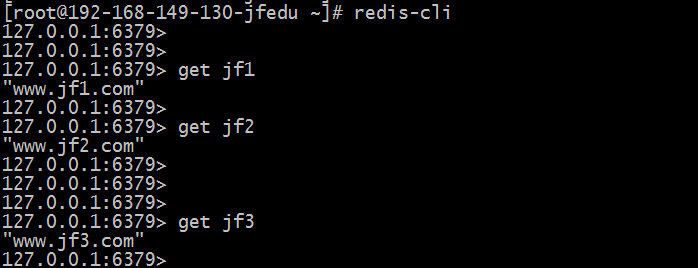 [root@192-168-149-130-jfedu ~]# redis-cli
127.0.0.1:6379>
127.0.0.1:6379>
127.0.0.1:6379> get jf1
"www.jf1.com"
127.0.0.1:6379>
127.0.0.1:6379> get jf2
"www.jf2.com"
127.0.0.1:6379>
127.0.0.1:6379>
127.0.0.1:6379>
127.0.0.1:6379> get jf3
"www.jf3.com"
127.0.0.1:6379>